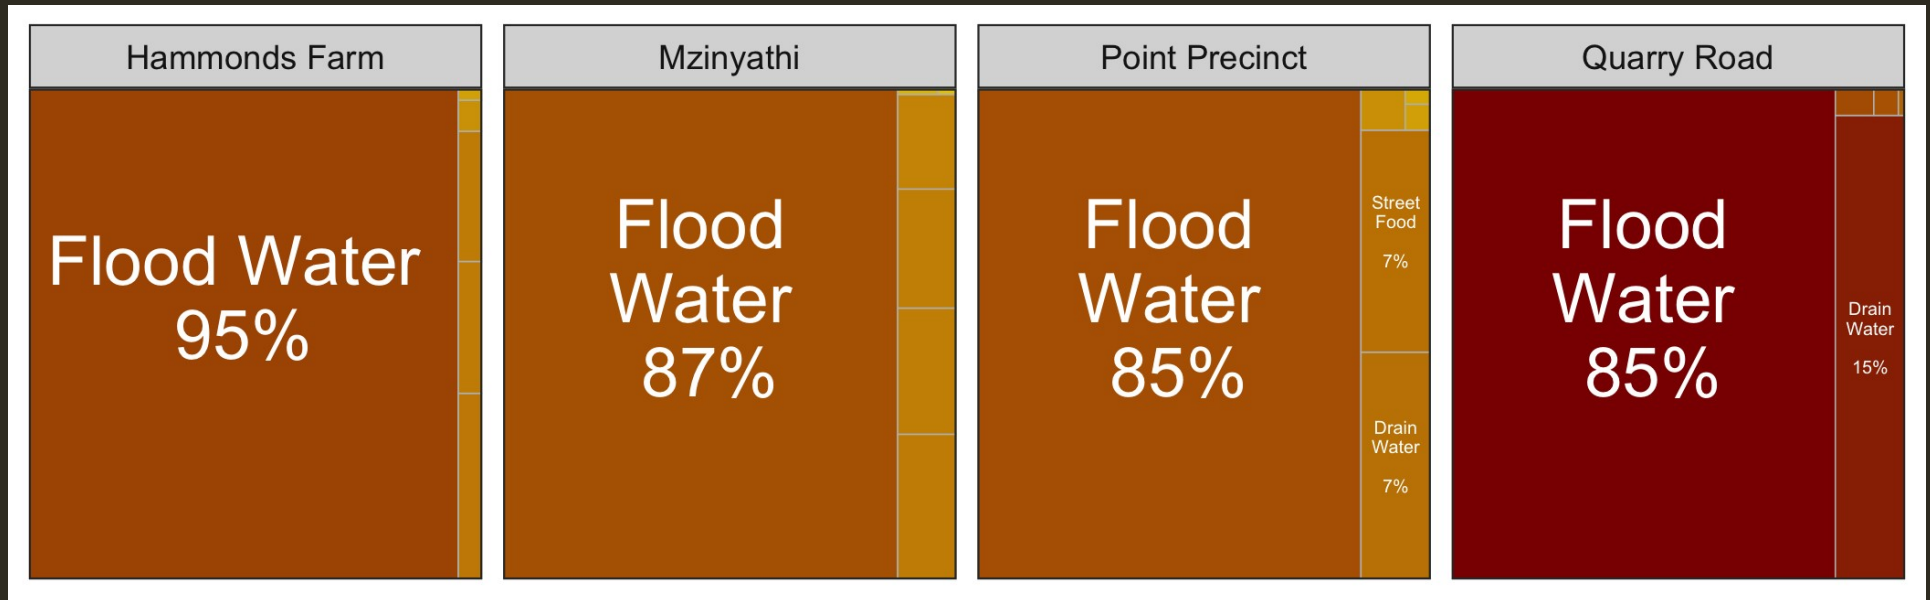 Hammonds Farm
Flood Water
95%
Mzinyathi
Flood
Water
87%
Point Precinct
Flood
Water
85%
Street
Food
7%
Drain
Water
7%
Quarry Road
Flood
Water
85%
Drain
Water
15%